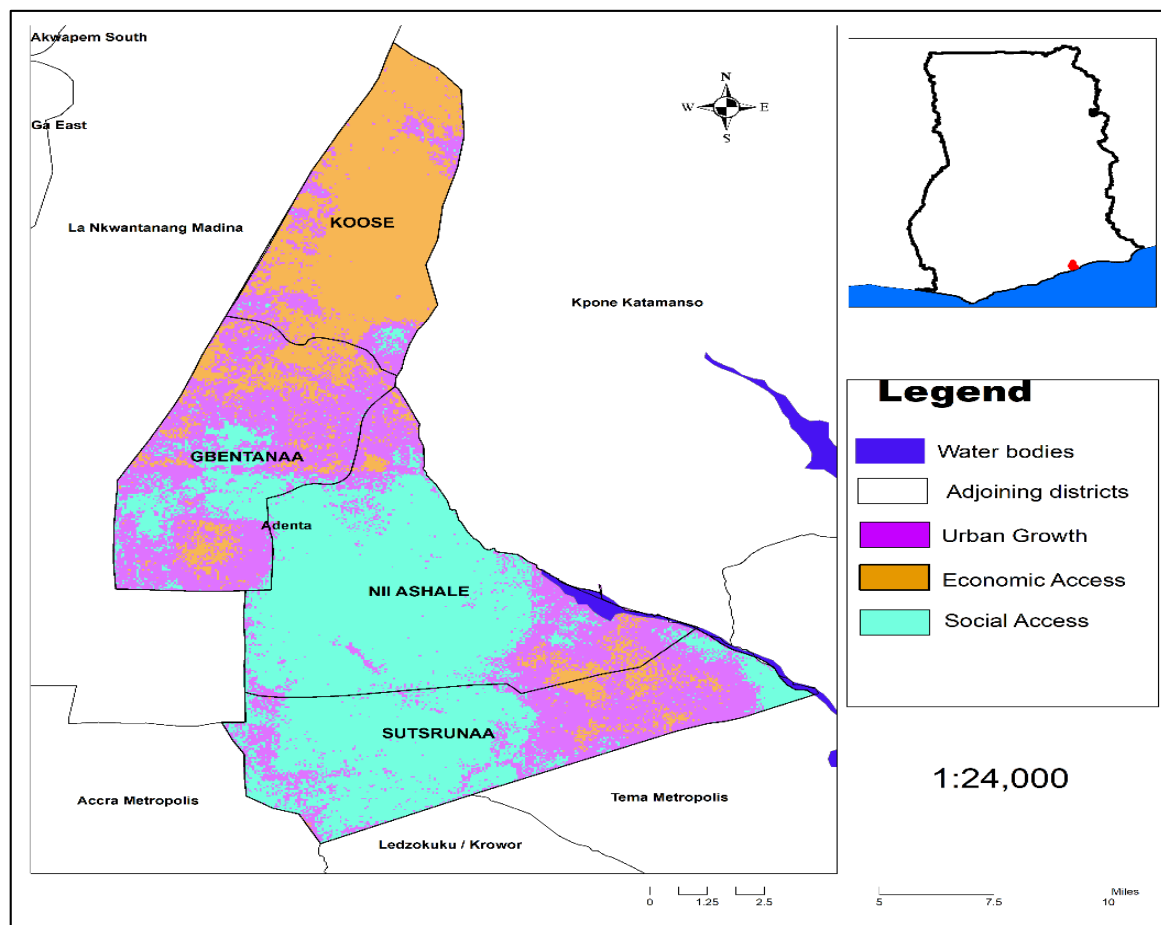 Akwapem South
Ga East
La Nkwantanang Madina
KOOSE
N
W E
S
Kpone Katamanso
GBENTANAA
Adenta
NII ASHALE
SUTSRUNAA
Accra Metropolis
Tema Metropolis
Ledzokuku / Krowor
Legend
Water bodies
Adjoining districts
Urban Growth
Economic Access
Social Access
1:24,000
Miles
0 1.25 2.5 5 7.5 10